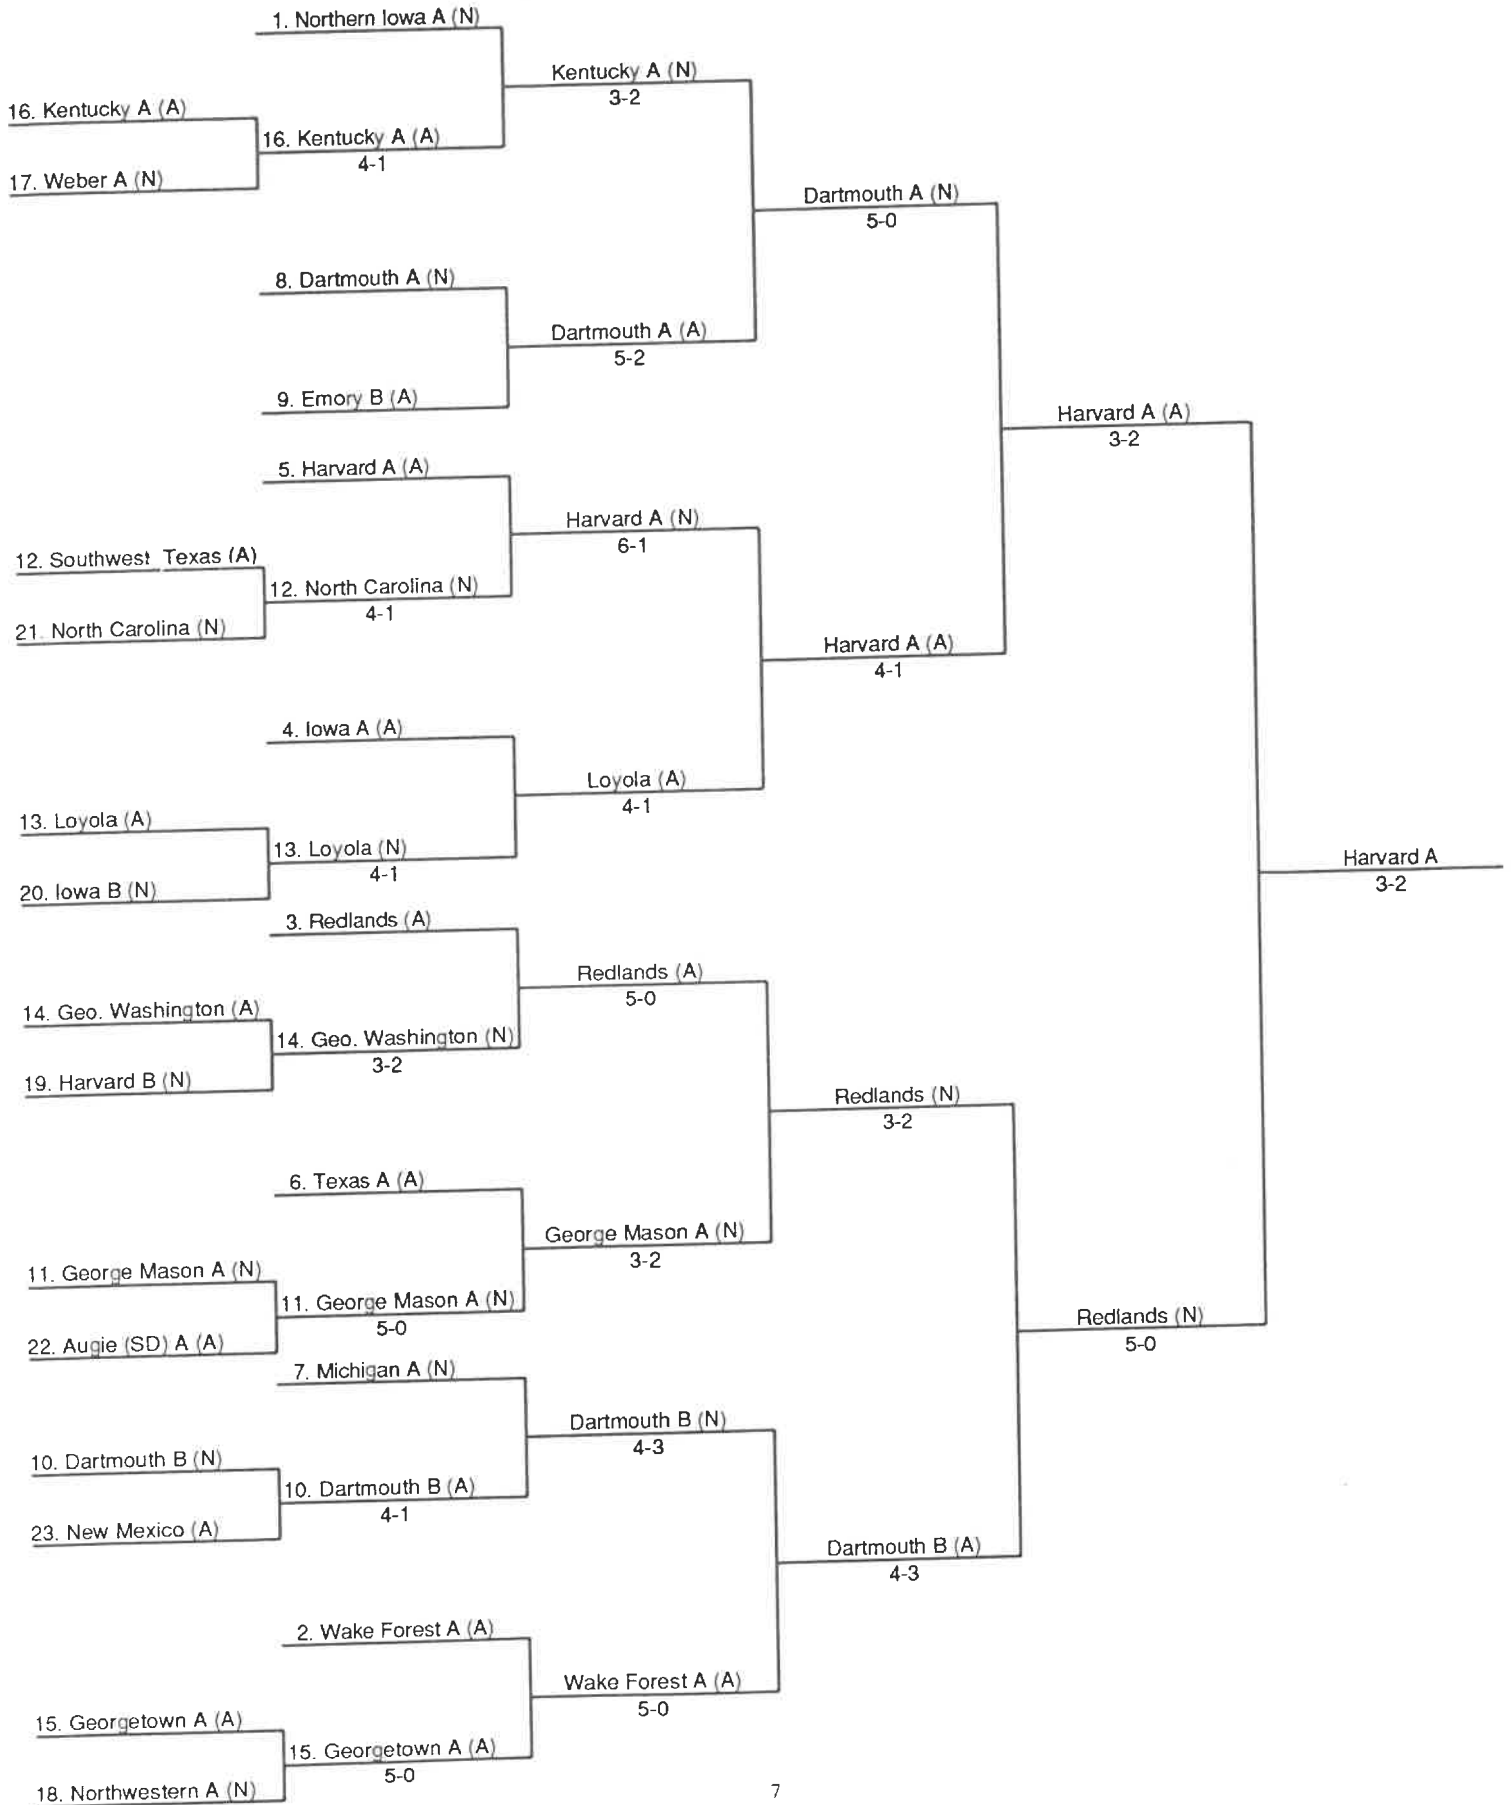 1. Northern Iowa A (N)
Kentucky A (N)
3-2
16. Kentucky A (A)
16. Kentucky A (A)
4-1
17. Weber A (N)
Dartmouth A (N)
5-0
8. Dartmouth A (N)
Dartmouth A (A)
5-2
9. Emory B (A)
Harvard A (A)
3-2
5. Harvard A (A)
Harvard A (N)
6-1
12. Southwest Texas (A)
12. North Carolina (N)
4-1
21. North Carolina (N)
Harvard A (A)
4-1
4. Iowa A (A)
Loyola (A)
4-1
13. Loyola (A)
13. Loyola (N)
4-1
20. Iowa B (N)
Harvard A
3-2
3. Redlands (A)
Redlands (A)
5-0
14. Geo. Washington (A)
14. Geo. Washington (N)
3-2
19. Harvard B (N)
Redlands (N)
3-2
6. Texas A (A)
George Mason A (N)
3-2
11. George Mason A (N)
11. George Mason A (N)
5-0
22. Augie (SD) A (A)
Redlands (N)
5-0
7. Michigan A (N)
Dartmouth B (N)
4-3
10. Dartmouth B (N)
10. Dartmouth B (A)
4-1
23. New Mexico (A)
Dartmouth B (A)
4-3
2. Wake Forest A (A)
Wake Forest A (A)
5-0
15. Georgetown A (A)
15. Georgetown A (A)
5-0
18. Northwestern A (N)
7